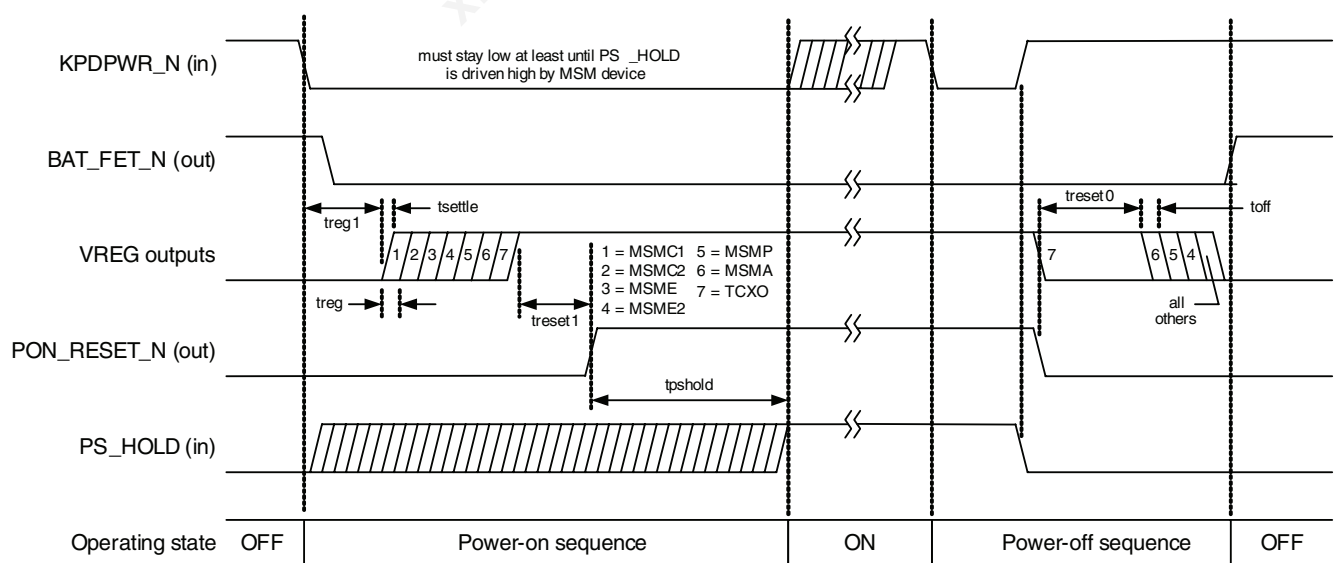 KPDPWR_N (in)
must stay low at least until PS _HOLD
is driven high by MSM device
BAT_FET_N (out)
treg1
tsettle
treset0
toff
VREG outputs
1 2 3 4 5 6 7
1 = MSMC1 5 = MSMP
2 = MSMC2 6 = MSMA
3 = MSME 7 = TCXO
4 = MSME2
7
6 5 4
treg
treset1
all
others
PON_RESET_N (out)
tpshold
PS_HOLD (in)
Operating state OFF Power-on sequence ON Power-off sequence OFF